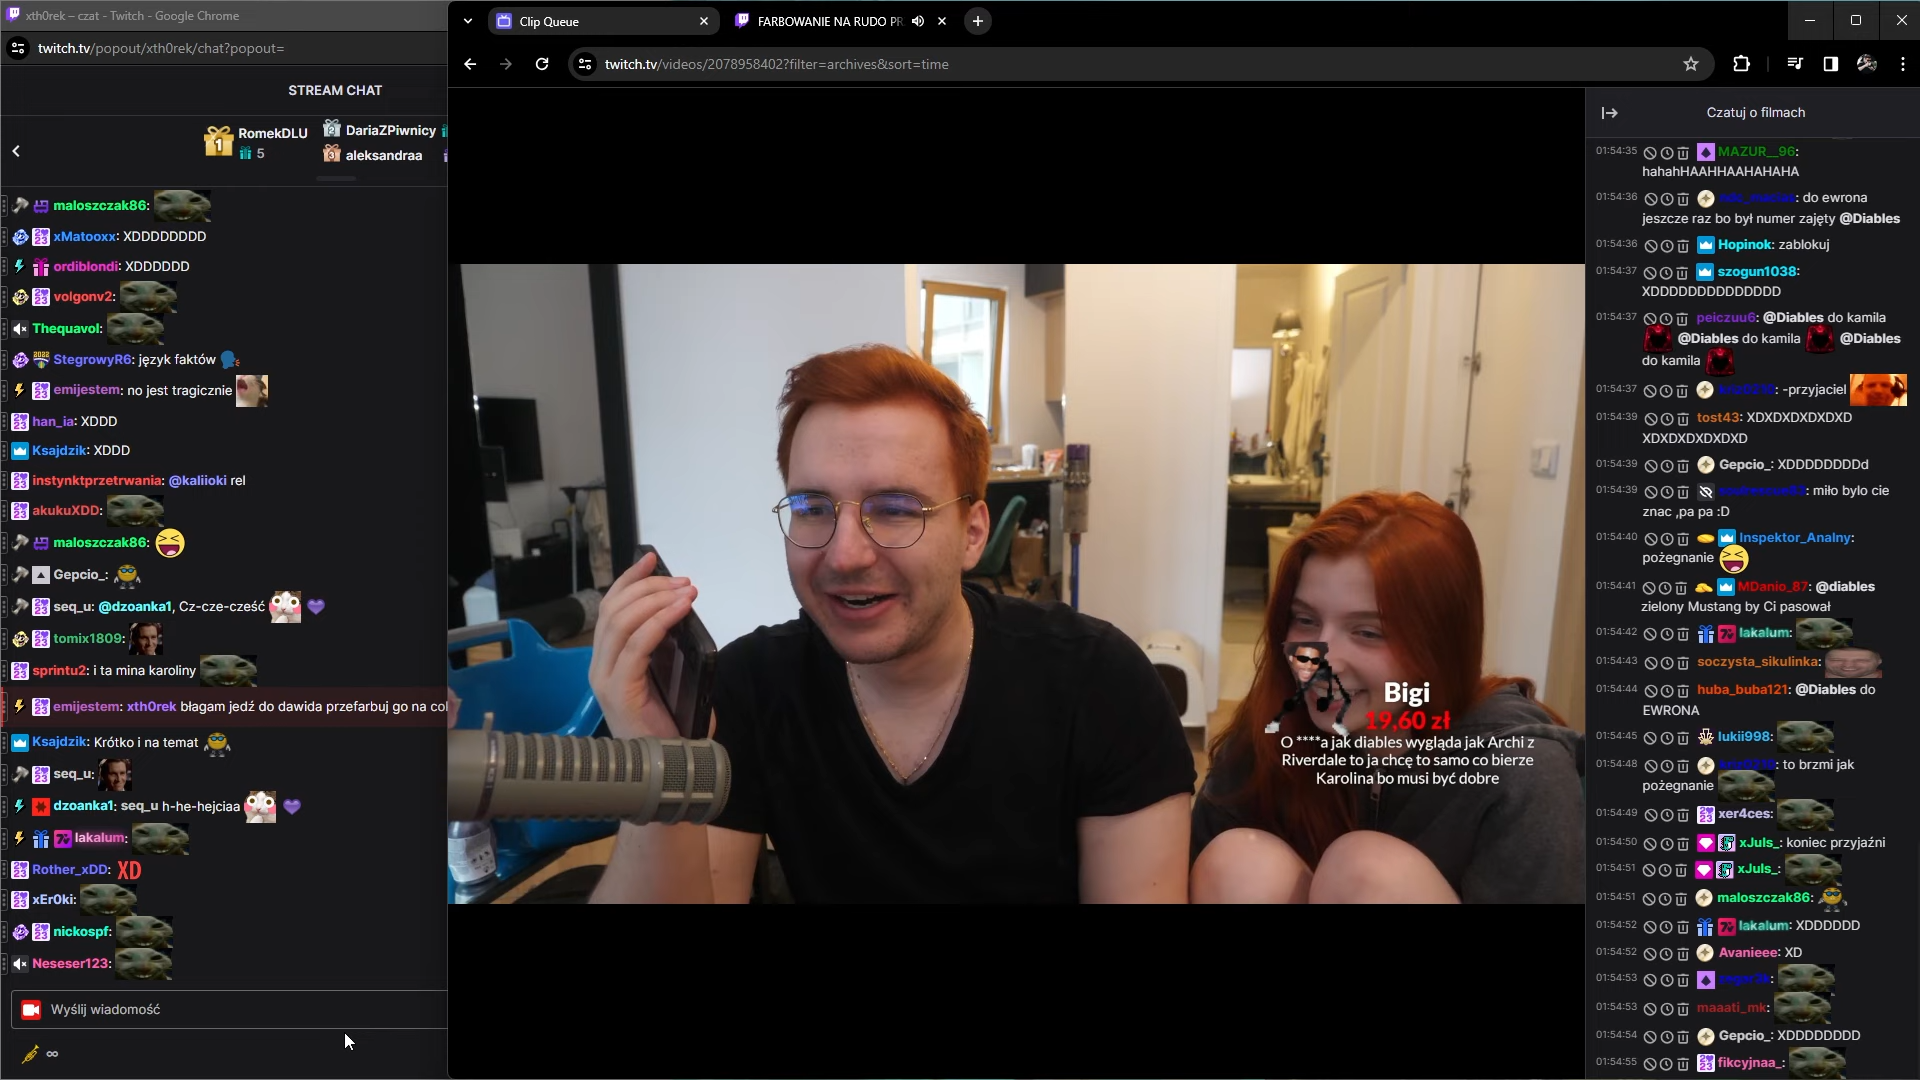 xth0rek – czat - Twitch - Google Chrome
twitch.tv/popout/xth0rek/chat?popout=
STREAM CHAT
1 RomekDLU
5
2 DariaZPiwnicy
3 aleksandraa
maloszczak86:
xMatooxx: XDDDDDDDD
ordiblondi: XDDDDDD
volgonv2:
Thequavol:
StegrowyR6: język faktów
emijestem: no jest tragicznie
han_ia: XDDD
Ksajdzik: XDDD
instynktprzetrwania: @kaliioki rel
akukuXDD:
maloszczak86:
Gepcio_:
seq_u: @dzoanka1, Cz-cze-cześć
tomix1809:
sprintu2: i ta mina karoliny
emijestem: xth0rek błagam jedź do dawida przefarbuj go na
Ksajdzik: Krótko i na temat
seq_u:
dzoanka1: seq_u h-he-hejciaa
lakalum:
Rother_xDD: XD
xEr0ki:
nickospf:
Neseser123:
Wyślij wiadomość
∞
Clip Queue
FARBOWANIE NA RUDO PR
twitch.tv/videos/2078958402?filter=archives&sort=time
Bigi
19,60 zł
O ****a jak diables wygląda jak Archi z
Riverdale to ja chcę to samo co bierze
Karolina bo musi być dobre
Czatuj o filmach
01:54:35 MAZUR__96:
hahahHAAHHAAHAHAHA
01:54:36 : do ewrona
jeszcze raz bo był numer zajęty @Diables
01:54:36 Hopinok: zablokuj
01:54:37 szogun1038:
XDDDDDDDDDDDDDD
01:54:37 peiczuu6: @Diables do kamila
@Diables do kamila @Diables
do kamila
01:54:37 : -przyjaciel
01:54:39 tost43: XDXDXDXDXDXD
XDXDXDXDXDXD
01:54:39 Gepcio_: XDDDDDDDDd
01:54:39 : miło bylo cie
znac ,pa pa :D
01:54:40 Inspektor_Analny:
pożegnanie
01:54:41 MDanio_87: @diables
zielony Mustang by Ci pasował
01:54:42 lakalum:
01:54:43 soczysta_sikulinka:
01:54:44 huba_buba121: @Diables do
EWRONA
01:54:45 lukii998:
01:54:48 : to brzmi jak
pożegnanie
01:54:49 xer4ces:
01:54:50 xJuls_: koniec przyjaźni
01:54:51 xJuls_:
01:54:51 maloszczak86:
01:54:52 lakalum: XDDDDDD
01:54:52 Avanieee: XD
01:54:53
01:54:53 maaati_mk:
01:54:54 Gepcio_: XDDDDDDDD
01:54:55 fikcyjnaa_: